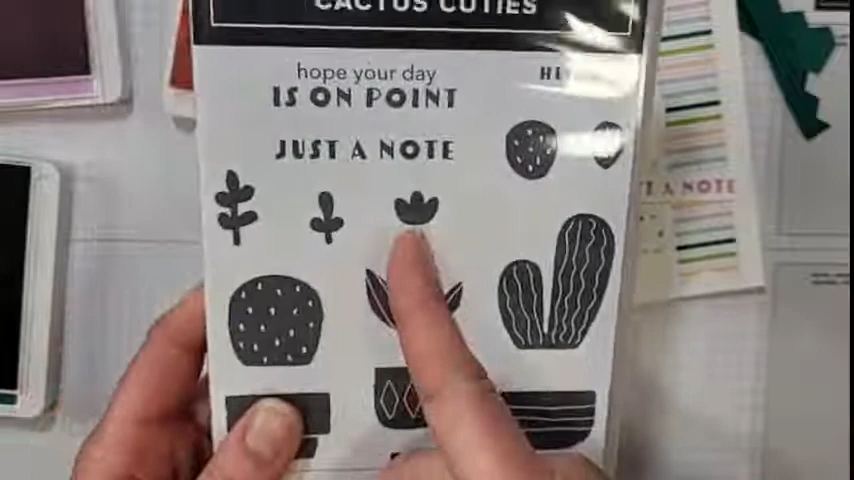 CACTUS CUTIES
hope your day
IS ON POINT
JUST A NOTE
A NOTE